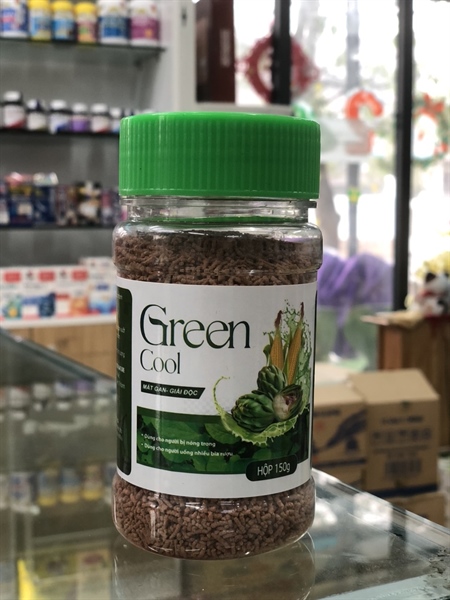 Green
Cool
MÁT GAN- GIẢI ĐỘC
• Dùng cho người bị nóng trong
• Dùng cho người uống nhiều bia rượu
HỘP 150g